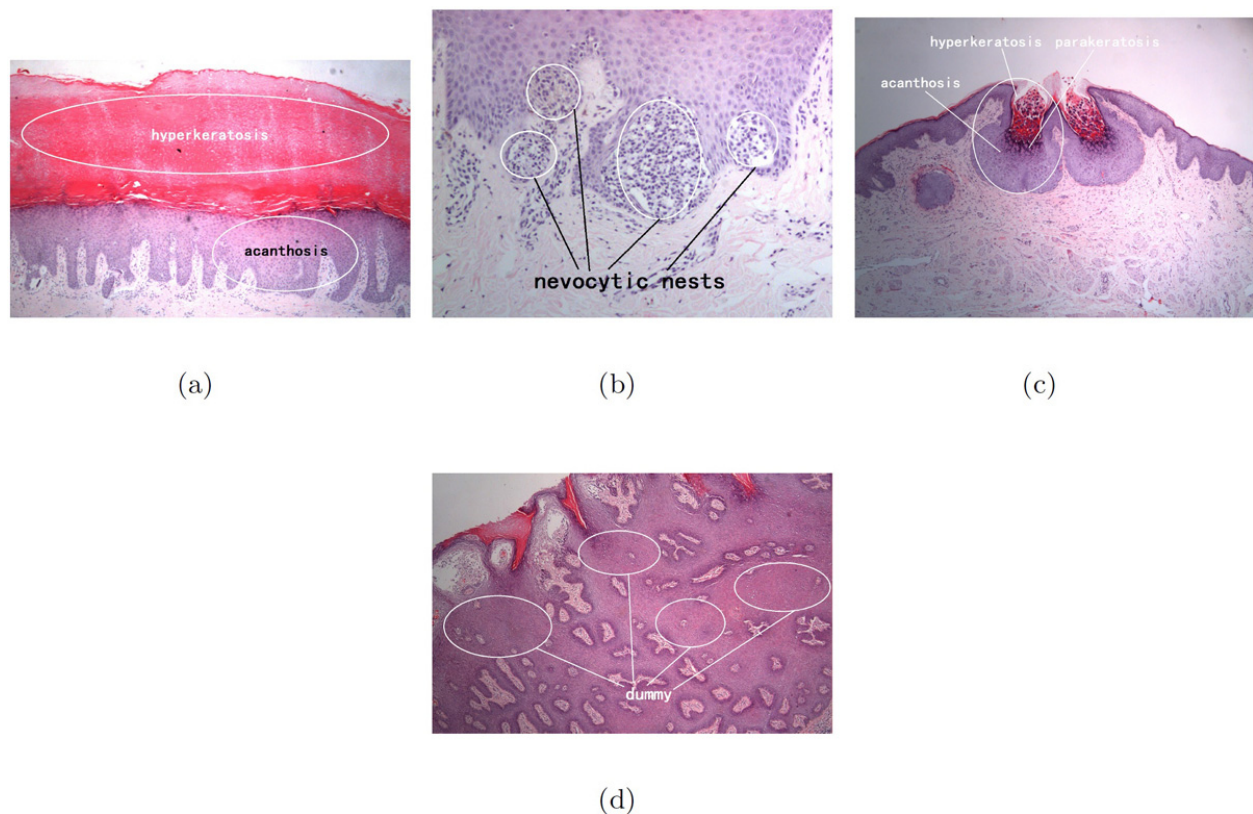 hyperkeratosis
acanthosis
(a)
nevocytic nests
(b)
hyperkeratosis parakeratosis
acanthosis
(c)
dummy
(d)